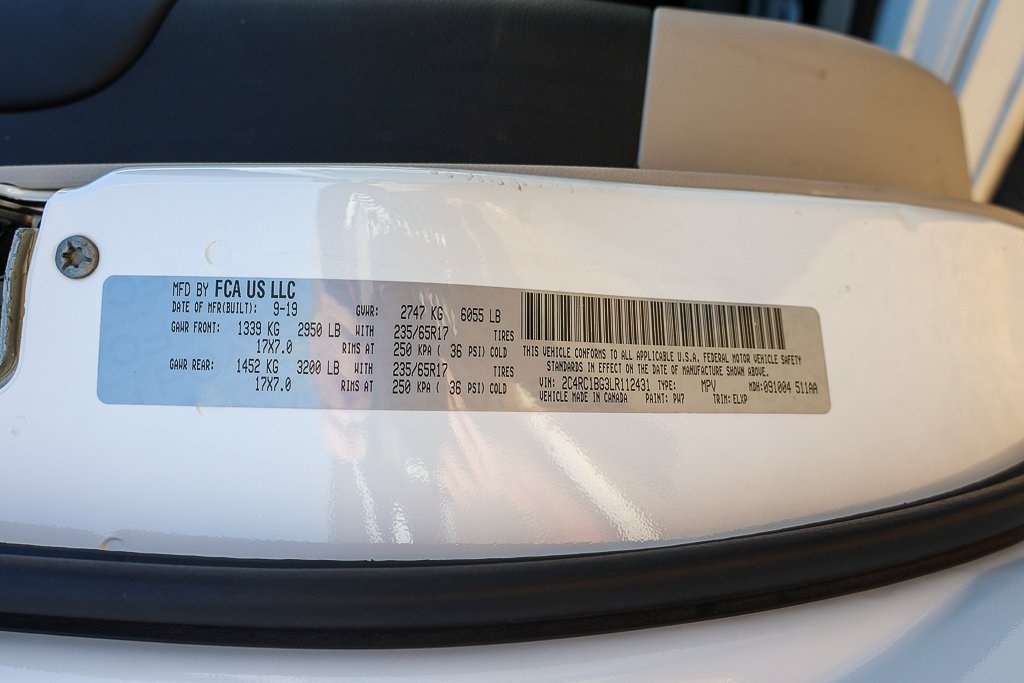 MFD BY FCA US LLC
DATE OF MFR(BUILT): 9-19 GVWR: 2747 KG 6055 LB
GAWR FRONT: 1339 KG 2950 LB WITH 235/65R17 TIRES
17X7.0 RIMS AT 250 KPA ( 36 PSI) COLD
GAWR REAR: 1452 KG 3200 LB WITH 235/65R17 TIRES
17X7.0 RIMS AT 250 KPA ( 36 PSI) COLD
THIS VEHICLE CONFORMS TO ALL APPLICABLE U.S.A. FEDERAL MOTOR VEHICLE SAFETY
STANDARDS IN EFFECT ON THE DATE OF MANUFACTURE SHOWN ABOVE.
VIN: 2C4RC1BG3LR112431 TYPE: MPV MDH:091004 511AA
VEHICLE MADE IN CANADA PAINT: PW7 TRIM: ELXP